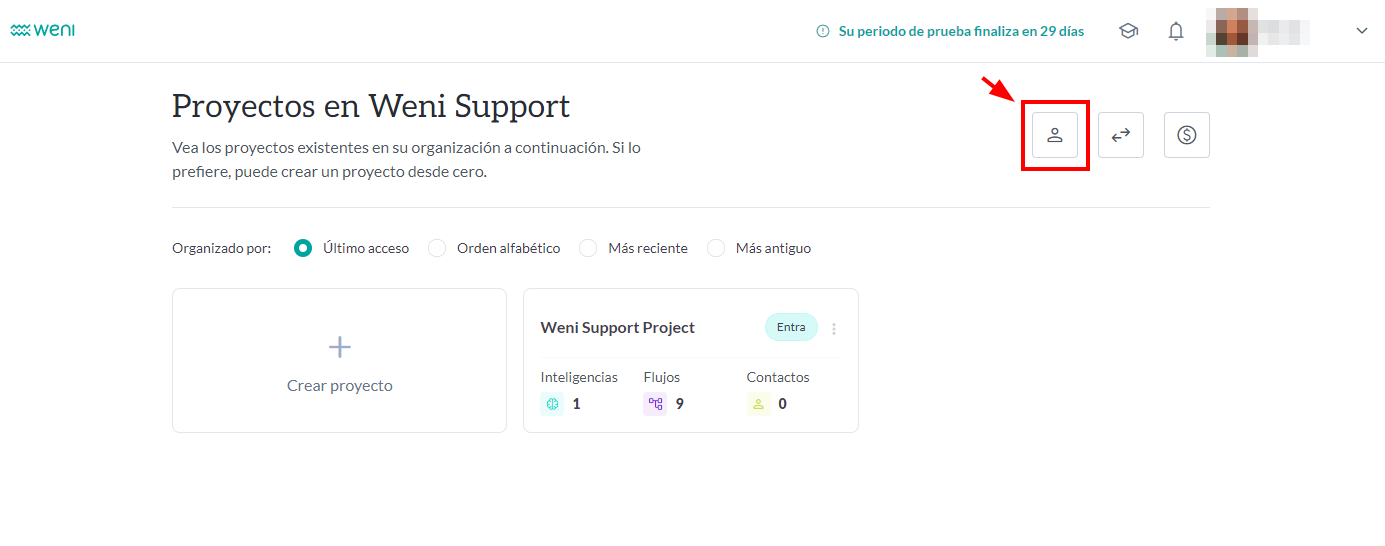 weni
Su periodo de prueba finaliza en 29 días
Proyectos en Weni Support
Vea los proyectos existentes en su organización a continuación. Si lo
prefiere, puede crear un proyecto desde cero.
Organizado por: Último acceso Orden alfabético Más reciente Más antiguo
Crear proyecto
Weni Support Project Entra
Inteligencias Flujos Contactos
1 9 0